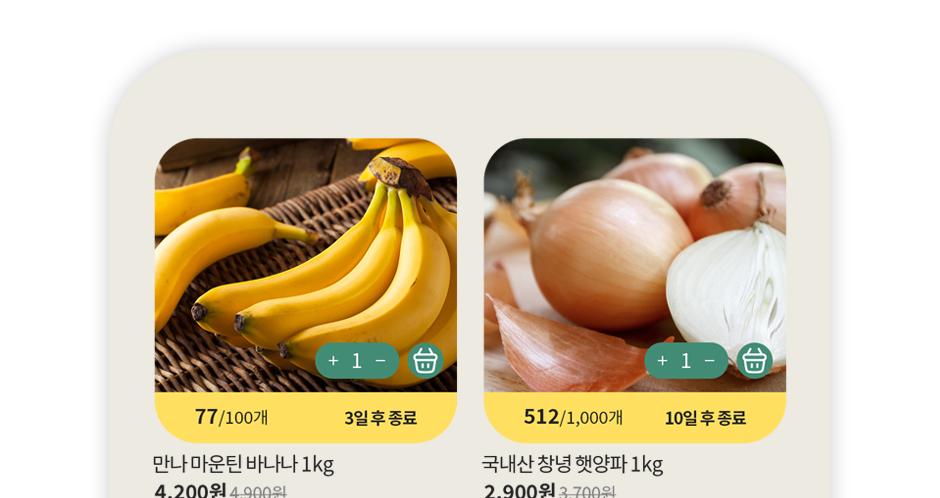 + 1 −
+ 1 −
77/100개 3일 후 종료
512/1,000개 10일 후 종료
만나 마운틴 바나나 1kg
국내산 창녕 햇양파 1kg
4,200원 4,900원
2,900원 3,700원